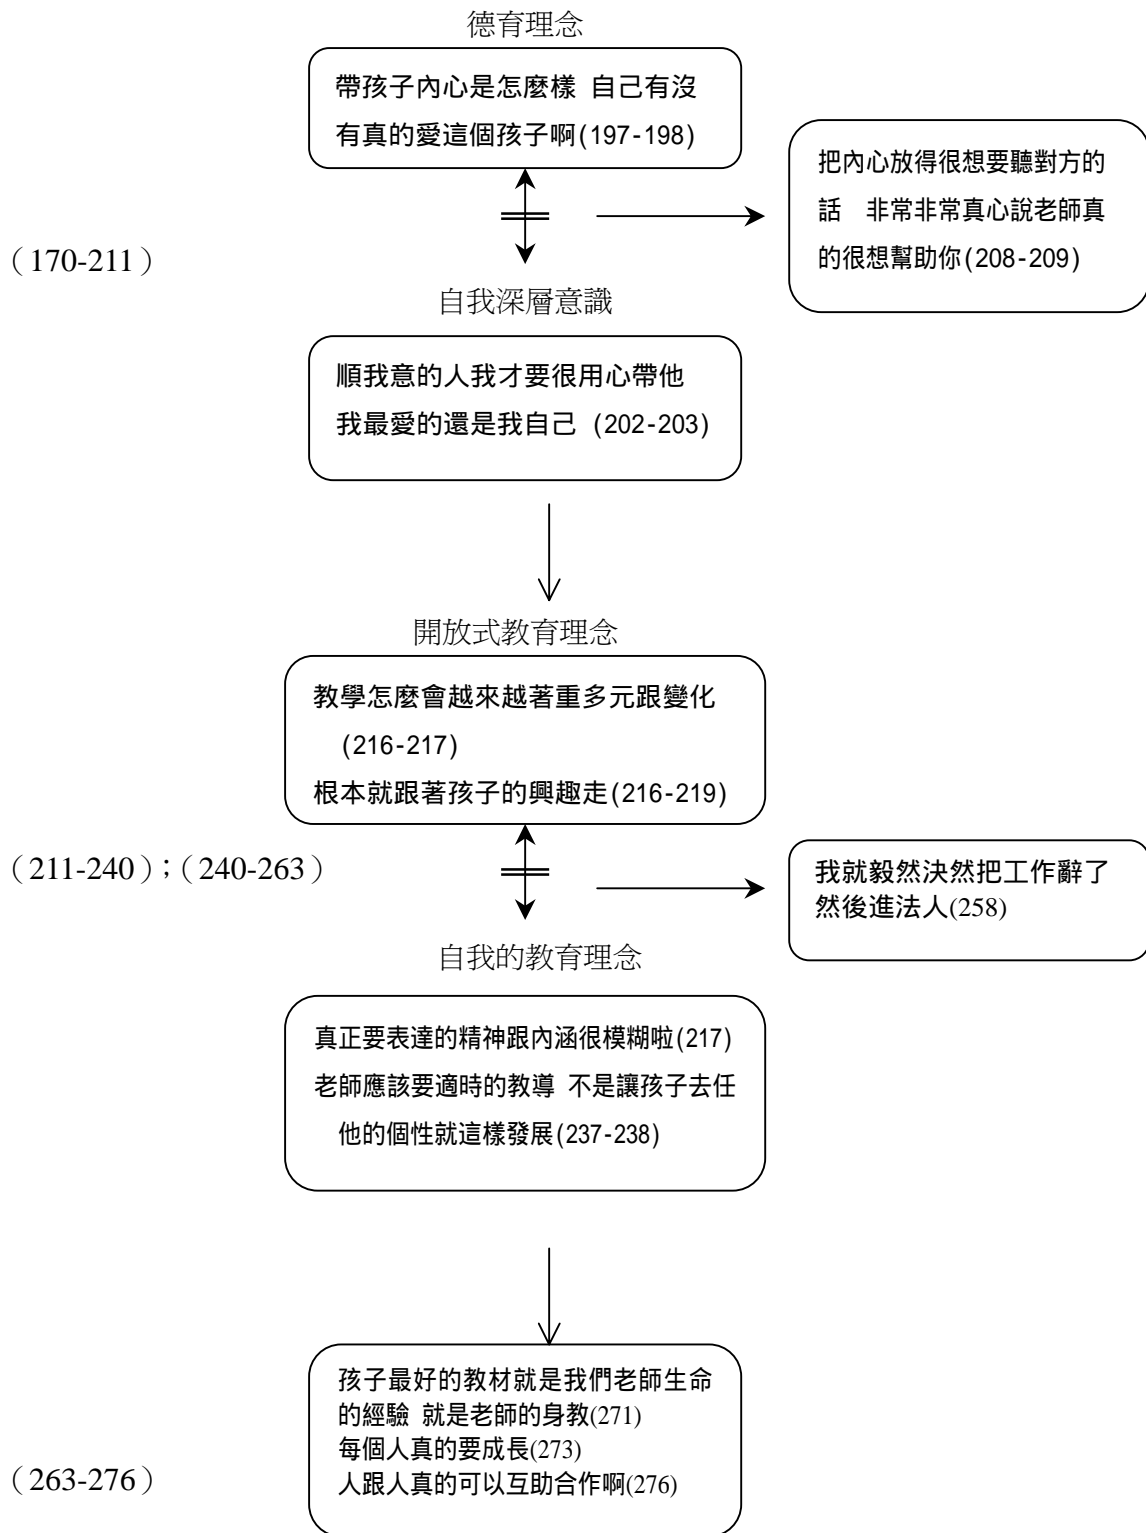 德育理念
帶孩子內心是怎麼樣 自己有沒
有真的愛這個孩子啊(197-198)
把內心放得很想要聽對方的
話　非常非常真心說老師真
的很想幫助你(208-209)
（170-211）
自我深層意識
順我意的人我才要很用心帶他
我最愛的還是我自己 (202-203)
開放式教育理念
教學怎麼會越來越著重多元跟變化
(216-217)
根本就跟著孩子的興趣走(216-219)
（211-240）；（240-263）
我就毅然決然把工作辭了
然後進法人(258)
自我的教育理念
真正要表達的精神跟內涵很模糊啦(217)
老師應該要適時的教導 不是讓孩子去任
他的個性就這樣發展(237-238)
孩子最好的教材就是我們老師生命
的經驗 就是老師的身教(271)
每個人真的要成長(273)
人跟人真的可以互助合作啊(276)
（263-276）